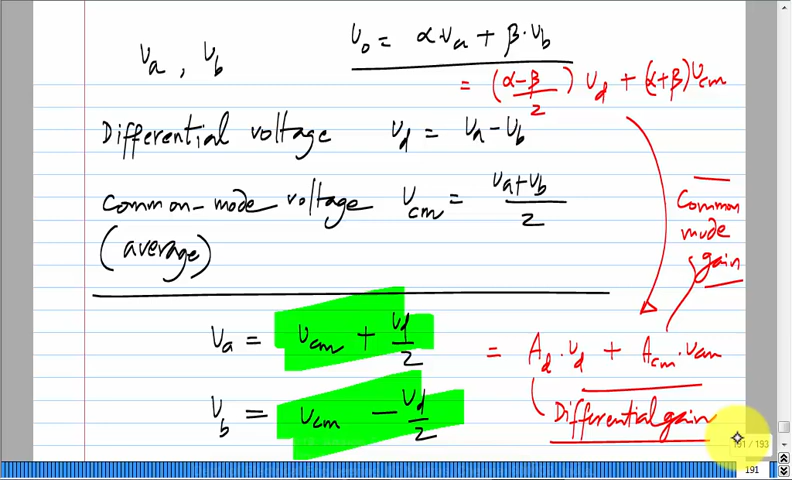 Va , Vb
Vo = α·Va + β·Vb
= (α-β/2) Vd + (α+β)Vcm
Differential voltage Vd = Va - Vb
Common-mode voltage Vcm = Va+Vb/2
(average)
Common
mode
gain
Va = Vcm + Vd/2
= Ad·Vd + Acm·Vcm
Vb = Vcm - Vd/2
Differential gain
191 / 193
191